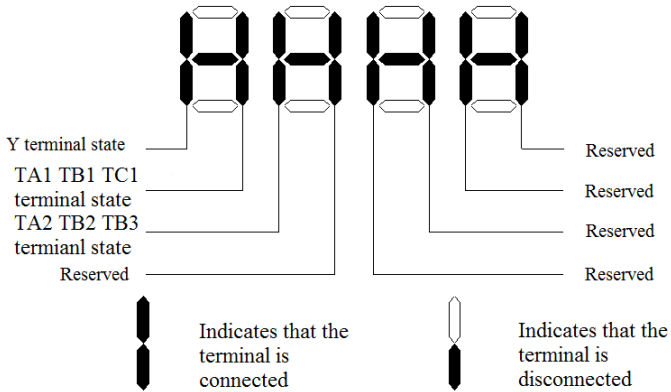 Y terminal state
TA1 TB1 TC1
terminal state
TA2 TB2 TB3
termianl state
Reserved
Reserved
Reserved
Reserved
Reserved
Indicates that the
terminal is
connected
Indicates that the
terminal is
disconnected